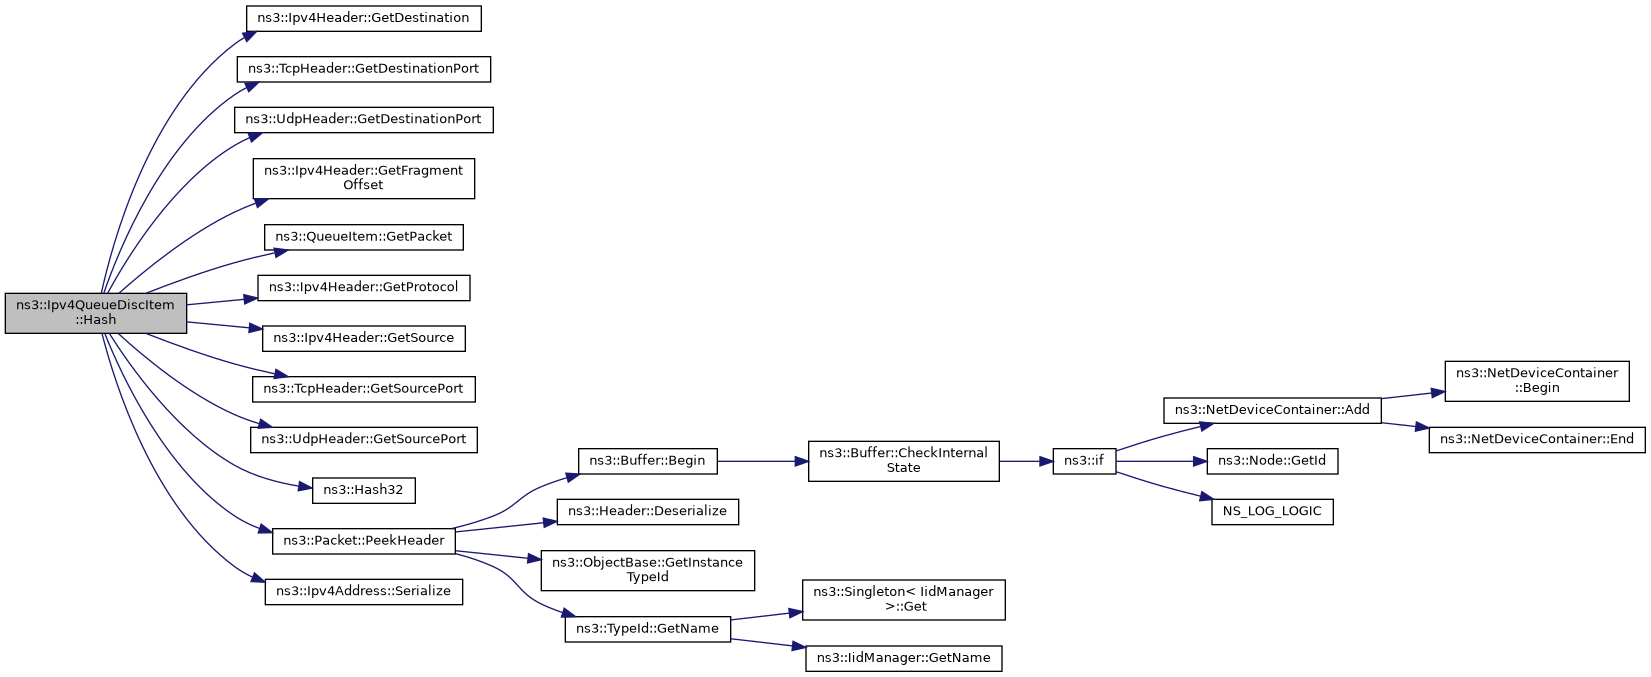 ns3::Ipv4QueueDiscItem
::Hash
ns3::Ipv4Header::GetDestination
ns3::TcpHeader::GetDestinationPort
ns3::UdpHeader::GetDestinationPort
ns3::Ipv4Header::GetFragment
Offset
ns3::QueueItem::GetPacket
ns3::Ipv4Header::GetProtocol
ns3::Ipv4Header::GetSource
ns3::TcpHeader::GetSourcePort
ns3::UdpHeader::GetSourcePort
ns3::Hash32
ns3::Packet::PeekHeader
ns3::Ipv4Address::Serialize
ns3::Buffer::Begin
ns3::Header::Deserialize
ns3::ObjectBase::GetInstance
TypeId
ns3::TypeId::GetName
ns3::Buffer::CheckInternal
State
ns3::if
ns3::NetDeviceContainer::Add
ns3::Node::GetId
NS_LOG_LOGIC
ns3::NetDeviceContainer
::Begin
ns3::NetDeviceContainer::End
ns3::Singleton< IidManager
>::Get
ns3::IidManager::GetName